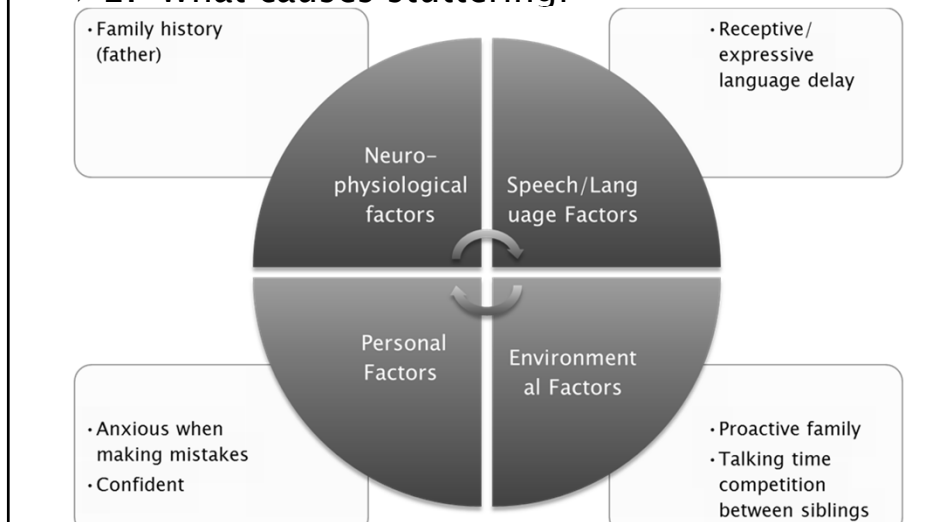 2. What causes stuttering?
· Family history
(father)
· Receptive/
expressive
language delay
Neuro-
physiological
factors
Speech/Lang
uage Factors
Personal
Factors
Environment
al Factors
· Anxious when
making mistakes
· Confident
· Proactive family
· Talking time
competition
between siblings